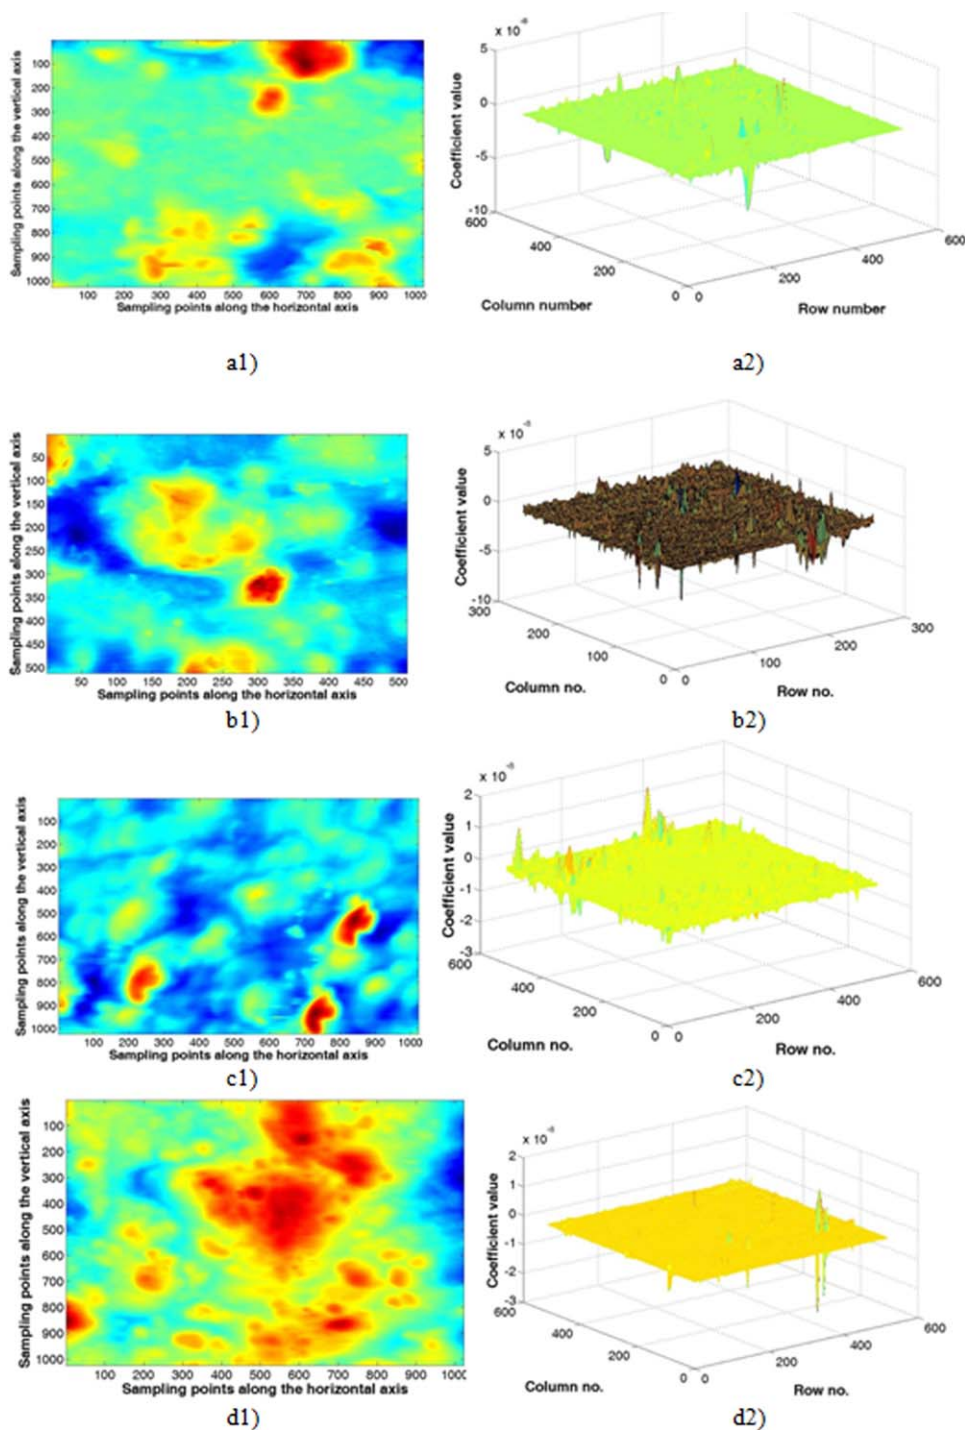 Sampling points along the vertical axis
100
200
300
400
500
600
700
800
900
1000
100 200 300 400 500 600 700 800 900 1000
Sampling points along the horizontal axis
a1)
x 10
Coefficient value
5
0
-5
-10
600
400
200
0
0
200
400
600
Column number
Row number
a2)
Sampling points along the vertical axis
50
100
150
200
250
300
350
400
450
500
50 100 150 200 250 300 350 400 450 500
Sampling points along the horizontal axis
b1)
x 10
Coefficient value
5
0
-5
-10
300
200
100
0
0
100
200
300
Column no.
Row no.
b2)
Sampling points along the vertical axis
100
200
300
400
500
600
700
800
900
1000
100 200 300 400 500 600 700 800 900 1000
Sampling points along the horizontal axis
c1)
x 10
Coefficient value
2
1
0
-1
-2
-3
600
400
200
0
0
200
400
600
Column no.
Row no.
c2)
Sampling points along the vertical axis
100
200
300
400
500
600
700
800
900
1000
100 200 300 400 500 600 700 800 900 1000
Sampling points along the horizontal axis
d1)
x 10
Coefficient value
2
1
0
-1
-2
-3
600
400
200
0
0
200
400
600
Column no.
Row no.
d2)